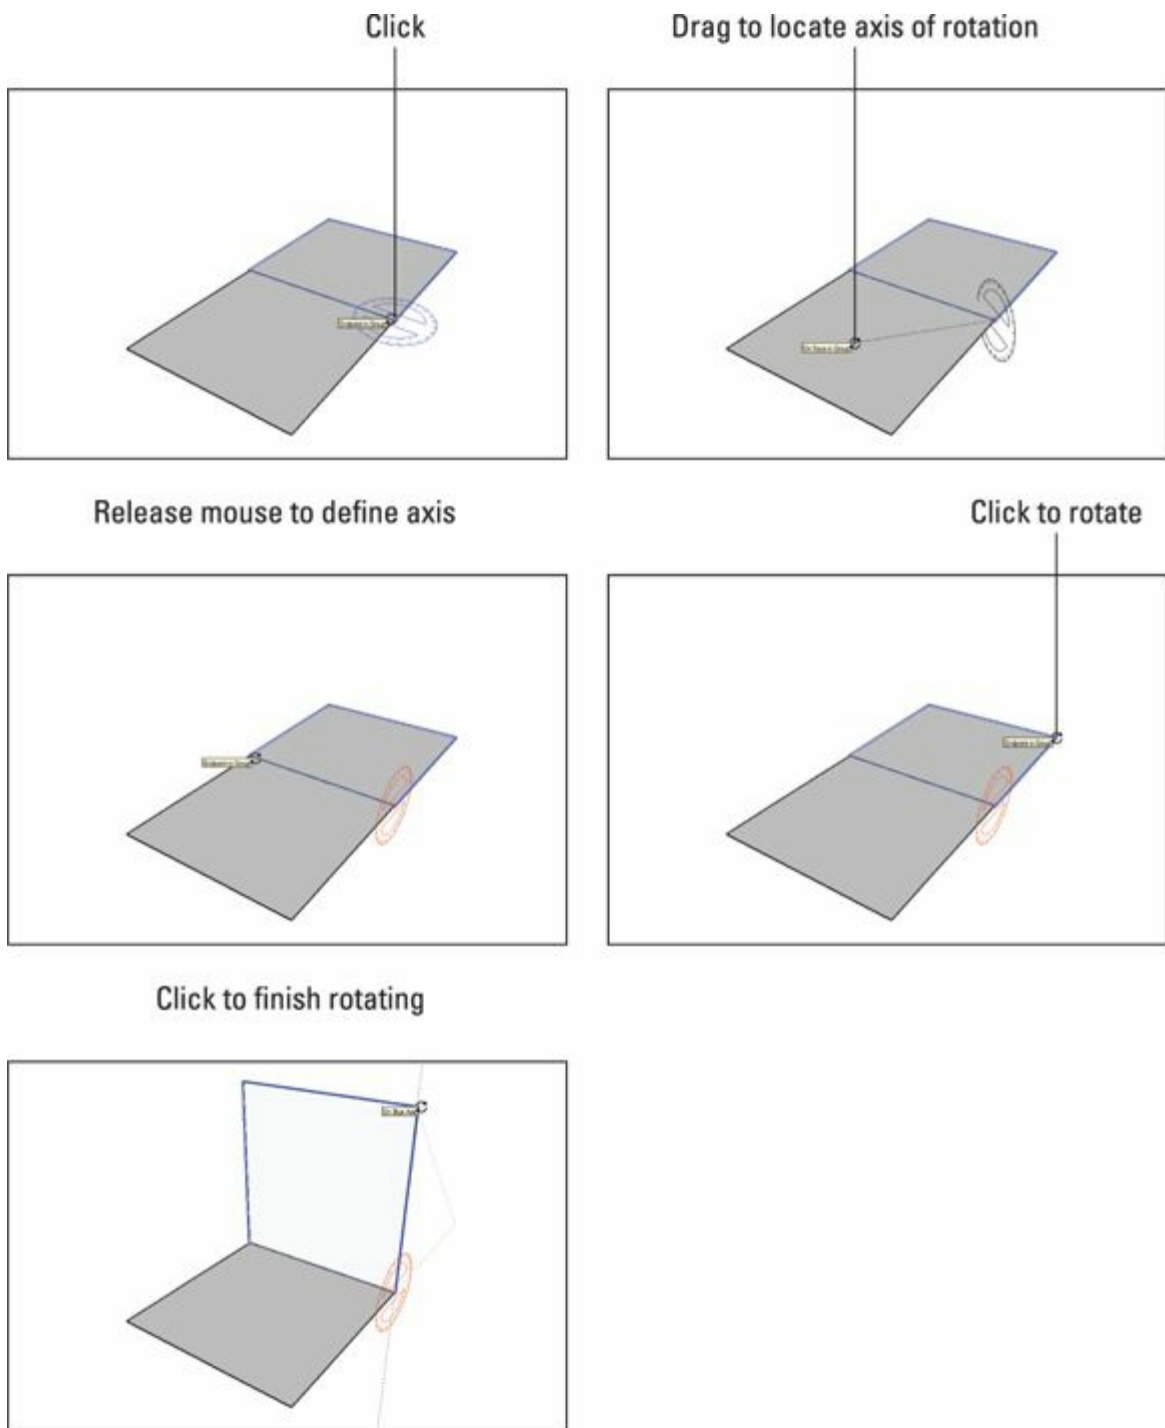 Click
Drag to locate axis of rotation
Release mouse to define axis
Click to rotate
Click to finish rotating